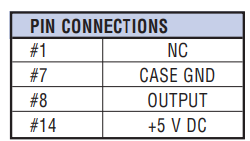 PIN CONNECTIONS
#1 NC
#7 CASE GND
#8 OUTPUT
#14 +5 V DC